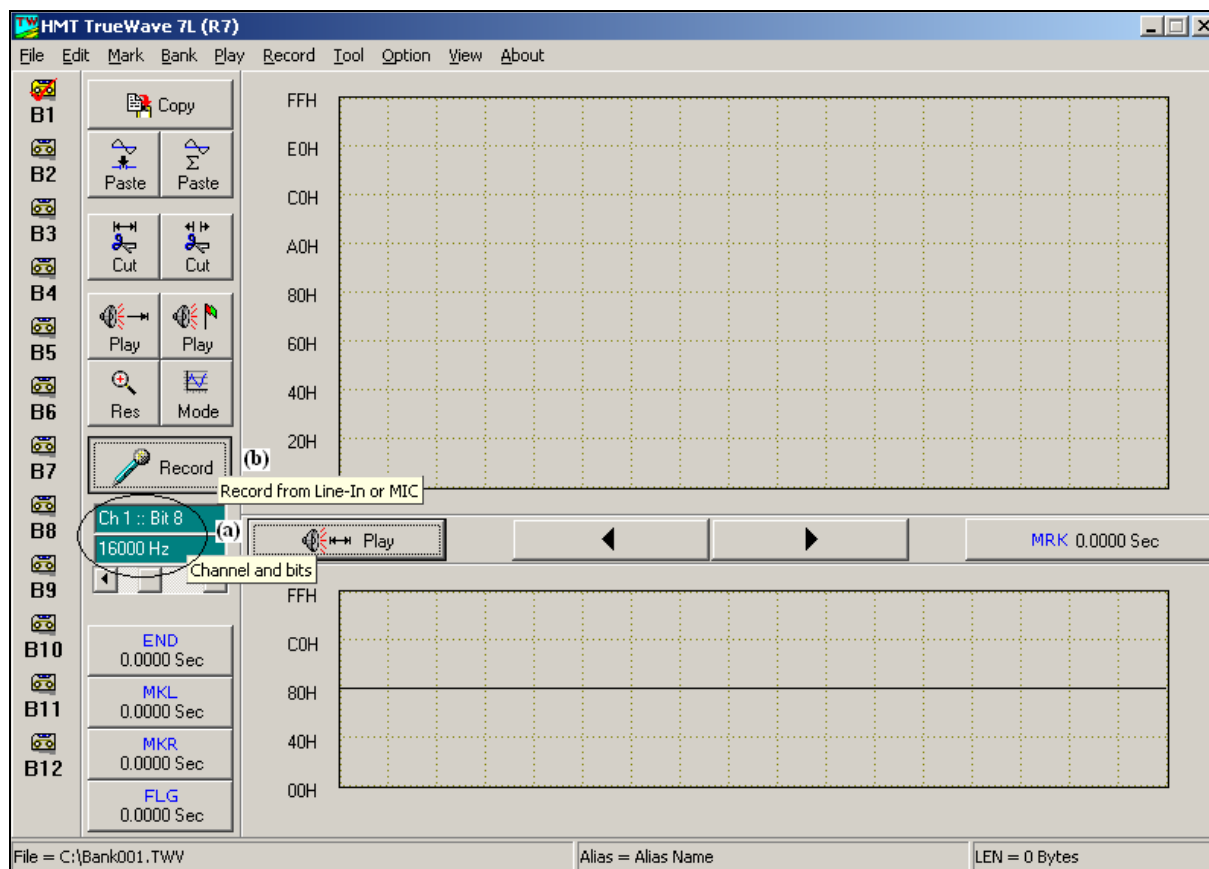 HMT TrueWave 7L (R7)
File Edit Mark Bank Play Record Tool Option View About
B1
B2
B3
B4
B5
B6
B7
B8
B9
B10
B11
B12
Copy
Paste Σ Paste
Cut Cut
Play Play
Res Mode
Record (b)
Record from Line-In or MIC
Ch 1 :: Bit 8 (a)
16000 Hz
Channel and bits
END
0.0000 Sec
MKL
0.0000 Sec
MKR
0.0000 Sec
FLG
0.0000 Sec
FFH
E0H
C0H
A0H
80H
60H
40H
20H
Play MRK 0.0000 Sec
FFH
C0H
80H
40H
00H
File = C:\Bank001.TWV Alias = Alias Name LEN = 0 Bytes